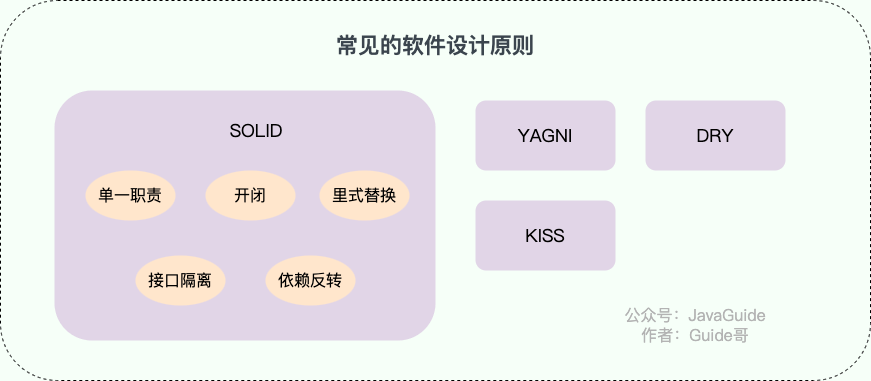 常见的软件设计原则
SOLID
单一职责
开闭
里式替换
接口隔离
依赖反转
YAGNI
DRY
KISS
公众号：JavaGuide
作者：Guide哥